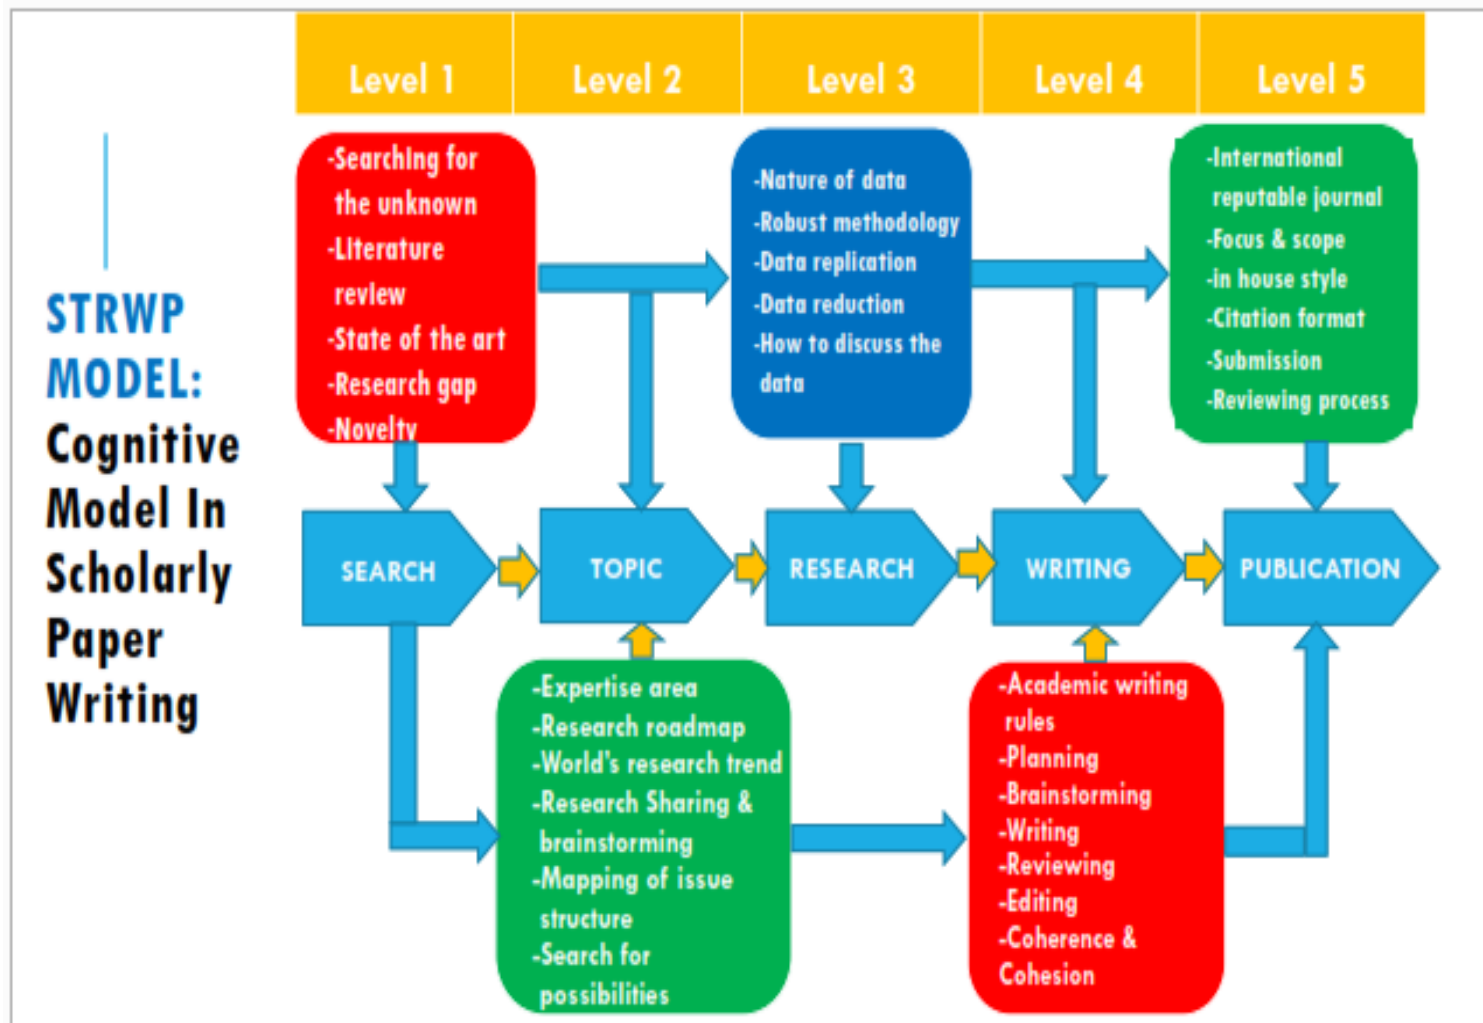 Level 1
Level 2
Level 3
Level 4
Level 5
STRWP
MODEL:
Cognitive
Model In
Scholarly
Paper
Writing
-Searching for
the unknown
-LIterature
review
-State of the art
-Research gap
-Novelty
-Nature of data
-Robust methodology
-Data replication
-Data reduction
-How to discuss the
data
-International
reputable journal
-Focus & scope
-in house style
-Citation format
-Submission
-Reviewing process
SEARCH
TOPIC
RESEARCH
WRITING
PUBLICATION
-Expertise area
-Research roadmap
-World's research trend
-Research Sharing &
brainstorming
-Mapping of issue
structure
-Search for
possibilities
-Academic writing
rules
-Planning
-Brainstorming
-Writing
-Reviewing
-Editing
-Coherence &
Cohesion